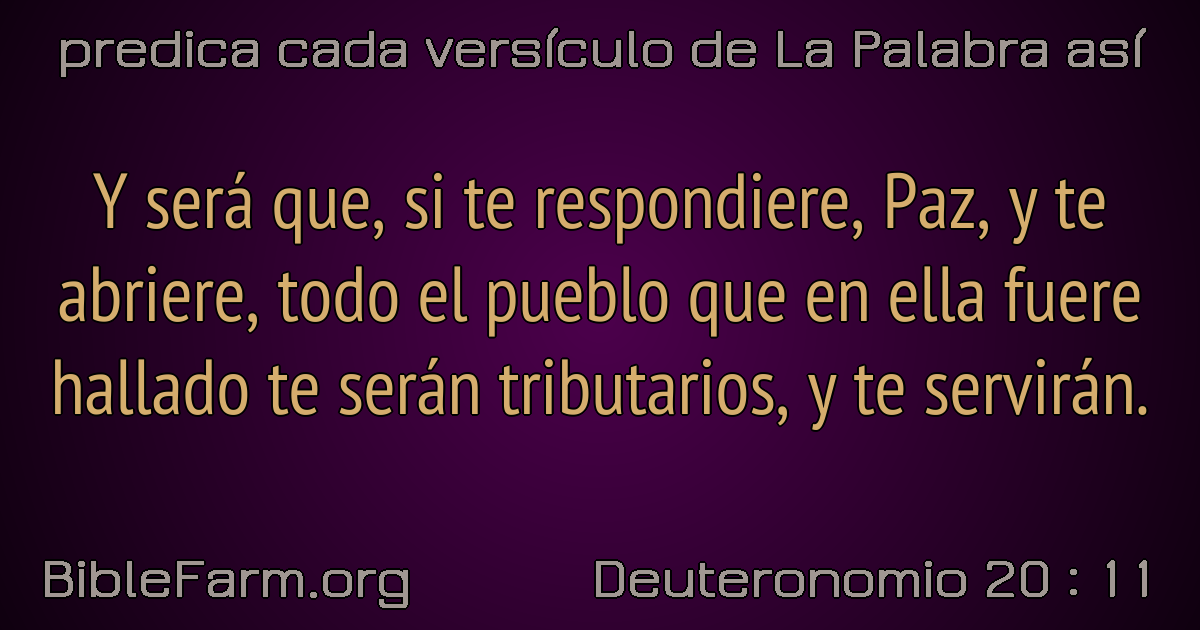 predica cada versículo de La Palabra así
Y será que, si te respondiere, Paz, y te
abriere, todo el pueblo que en ella fuere
hallado te serán tributarios, y te servirán.
BibleFarm.org
Deuteronomio 20 : 11